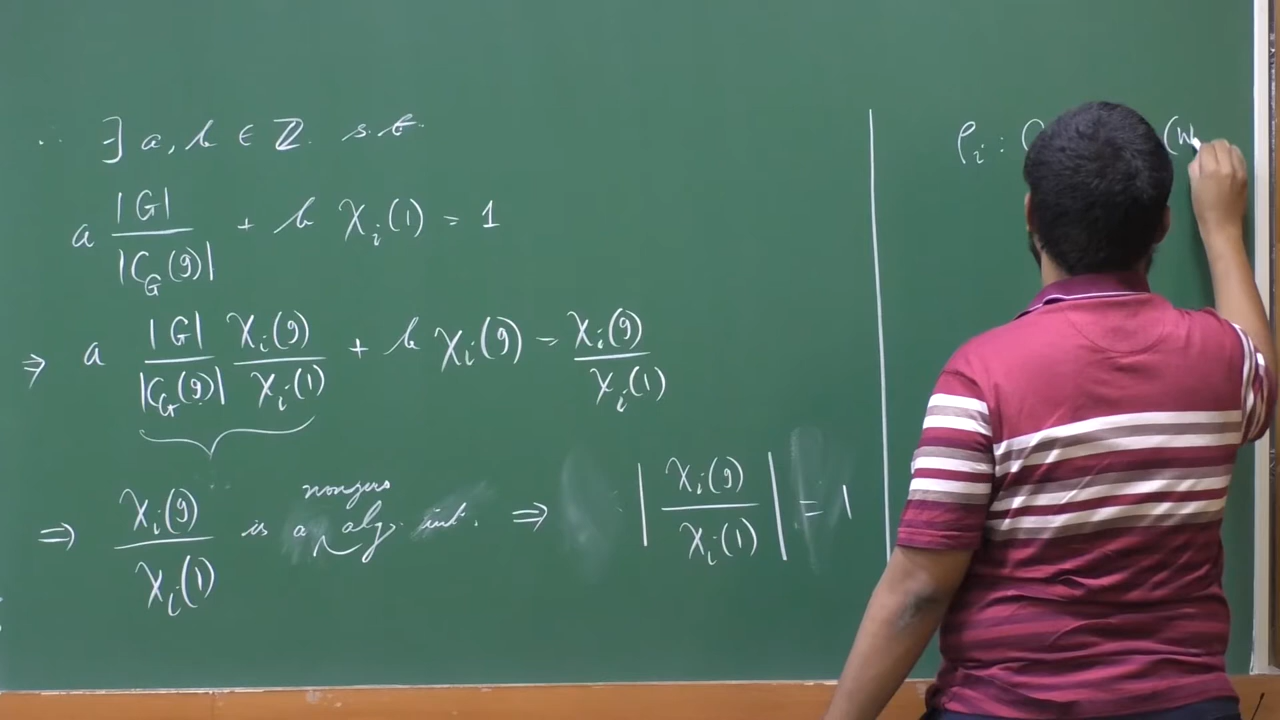 ∴ ∃ a, b ∈ ℤ. s.t.
a |G| / |C_G(g)| + b χ_i(1) = 1
⇒ a |G| / |C_G(g)| χ_i(g) / χ_i(1) + b χ_i(g) = χ_i(g) / χ_i(1)
nonzero
⇒ χ_i(g) / χ_i(1) is a alg. int. ⇒ | χ_i(g) / χ_i(1) | = 1
ρ_i :